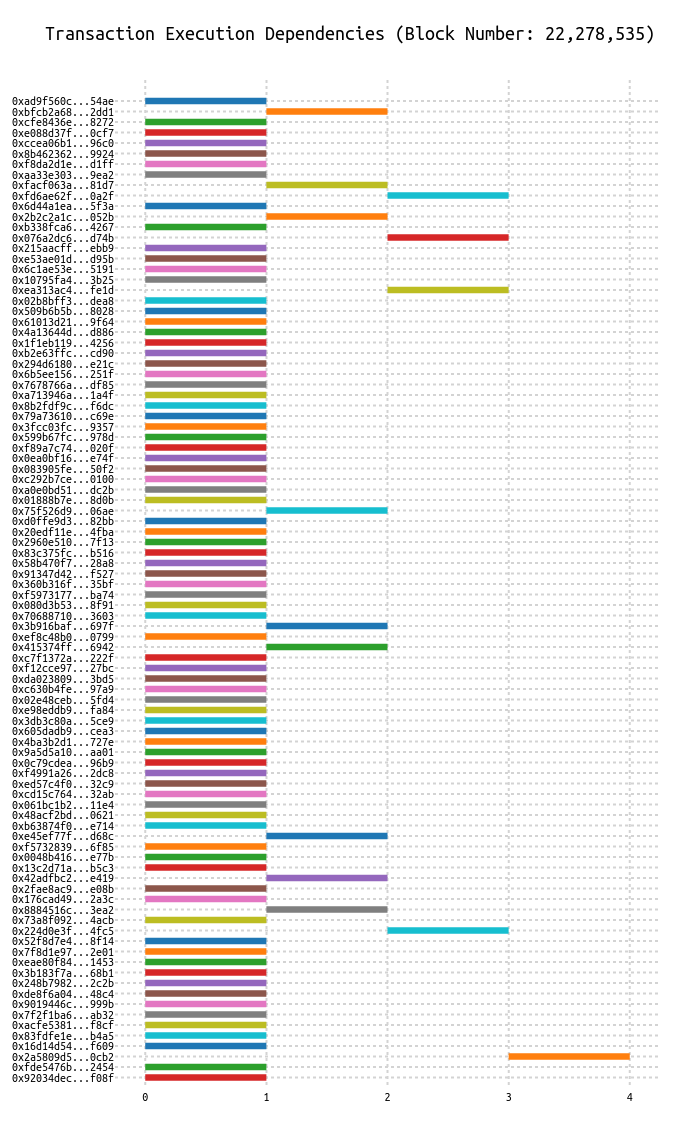 Transaction Execution Dependencies (Block Number: 22,278,535)
0xad9f560c...54ae
0xbfcb2a68...2dd1
0xcfe8436e...8272
0xe088d37f...0cf7
0xccea06b1...96c0
0x8b462362...9924
0xf8da2d1e...d1ff
0xaa33e303...9ea2
0xfacf063a...81d7
0xfd6ae62f...0a2f
0x6d44a1ea...5f3a
0x2b2c2a1c...052b
0xb338fca6...4267
0x076a2dc6...d74b
0x215aacff...ebb9
0xe53ae01d...d95b
0x6c1ae53e...5191
0x10795fa4...3b25
0xea313ac4...fe1d
0x02b8bff3...dea8
0x509b6b5b...8028
0x61013d21...9f64
0x4a13644d...d886
0x1f1eb119...4256
0xb2e63ffc...cd90
0x294d6180...e21c
0x6b5ee156...251f
0x7678766a...df85
0xa713946a...1a4f
0x8b2fdf9c...f6dc
0x79a73610...c69e
0x3fcc03fc...9357
0x599b67fc...978d
0xf89a7c74...020f
0x0ea0bf16...e74f
0x083905fe...50f2
0xc292b7ce...0100
0xa0e0bd51...dc2b
0x01888b7e...8d0b
0x75f526d9...06ae
0xd0ffe9d3...82bb
0x20edf11e...4fba
0x2960e510...7f13
0x83c375fc...b516
0x58b470f7...28a8
0x91347d42...f527
0x360b316f...35bf
0xf5973177...ba74
0x080d3b53...8f91
0x70688710...3603
0x3b916baf...697f
0xef8c48b0...0799
0x415374ff...6942
0xc7f1372a...222f
0xf12cce97...27bc
0xda023809...3bd5
0xc630b4fe...97a9
0x02e48ceb...5fd4
0xe98eddb9...fa84
0x3db3c80a...5ce9
0x605dadb9...cea3
0x4ba3b2d1...727e
0x9a5d5a10...aa01
0x0c79cdea...96b9
0xf4991a26...2dc8
0xed57c4f0...32c9
0xcd15c764...32ab
0x061bc1b2...11e4
0x48acf2bd...0621
0xb63874f0...e714
0xe45ef77f...d68c
0xf5732839...6f85
0x0048b416...e77b
0x13c2d71a...b5c3
0x42adfbc2...e419
0x2fae8ac9...e08b
0x176cad49...2a3c
0x8884516c...3ea2
0x73a8f092...4acb
0x224d0e3f...4fc5
0x52f8d7e4...8f14
0x7f8d1e97...2e01
0xeae80f84...1453
0x3b183f7a...68b1
0x248b7982...2c2b
0xde8f6a04...48c4
0x9019446c...999b
0x7f2f1ba6...ab32
0xacfe5381...f8cf
0x83fdfe1e...b4a5
0x16d14d54...f609
0x2a5809d5...0cb2
0xfde5476b...2454
0x92034dec...f08f
0 1 2 3 4